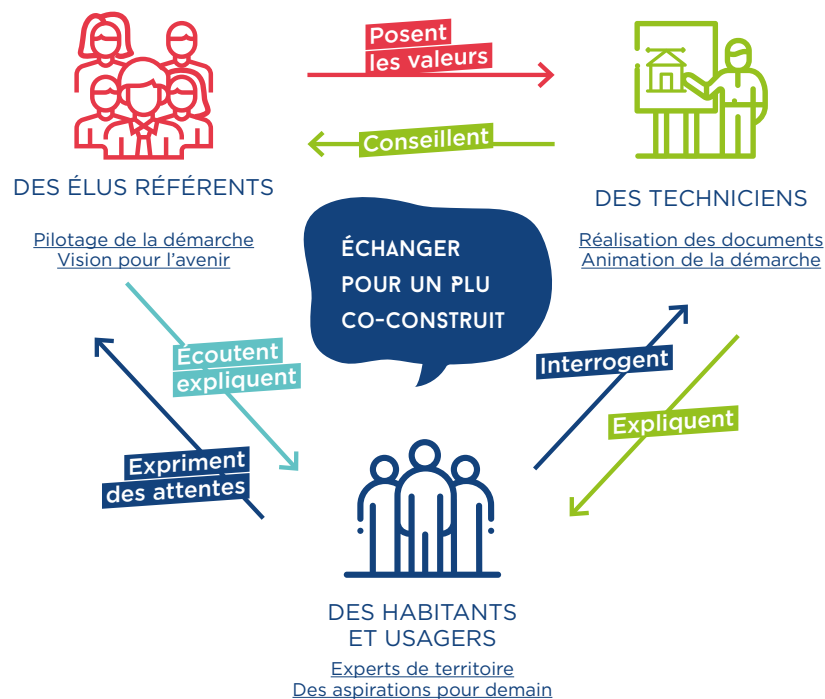 Posent
les valeurs
Conseillent
DES ÉLUS RÉFÉRENTS
Pilotage de la démarche
Vision pour l'avenir
DES TECHNICIENS
Réalisation des documents
Animation de la démarche
ÉCHANGER
POUR UN PLU
CO-CONSTRUIT
Écoutent
expliquent
Expriment
des attentes
Interrogent
Expliquent
DES HABITANTS
ET USAGERS
Experts de territoire
Des aspirations pour demain